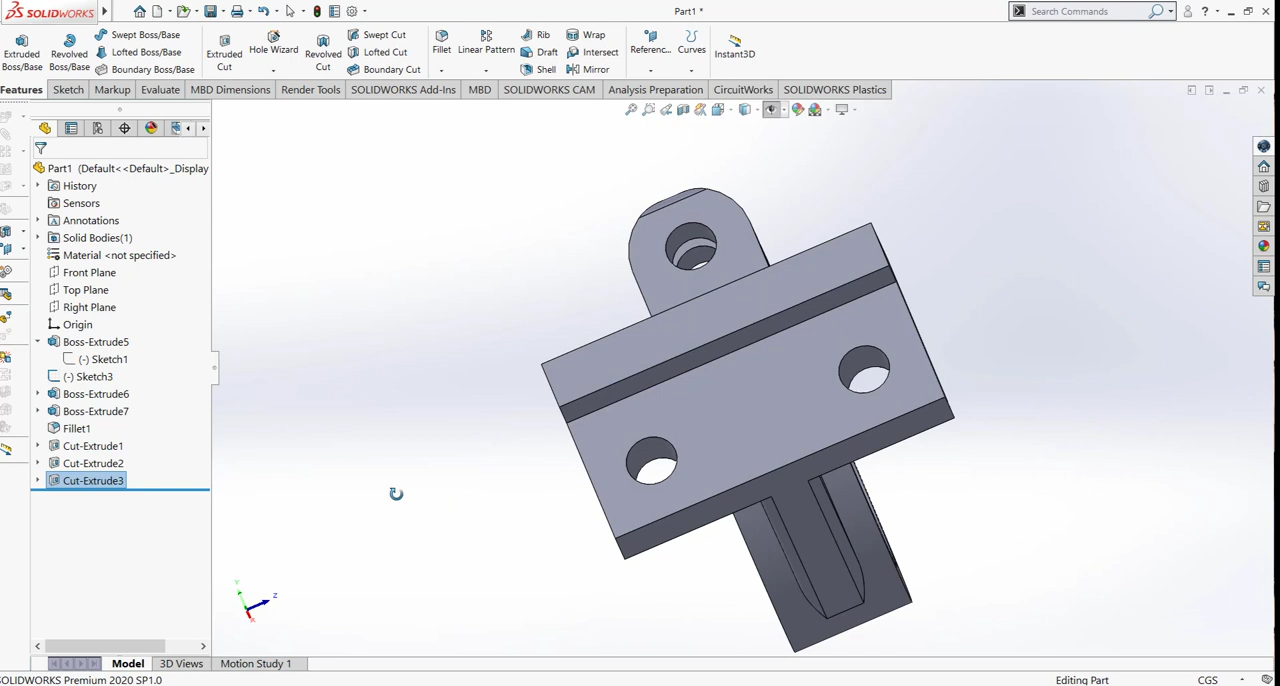 SOLIDWORKS
Part1 *
Search Commands
?
Extruded Boss/Base
Revolved Boss/Base
Swept Boss/Base
Lofted Boss/Base
Boundary Boss/Base
Extruded Cut
Hole Wizard
Revolved Cut
Swept Cut
Lofted Cut
Boundary Cut
Fillet
Linear Pattern
Rib
Draft
Shell
Wrap
Intersect
Mirror
Referenc...
Curves
Instant3D
Features
Sketch
Markup
Evaluate
MBD Dimensions
Render Tools
SOLIDWORKS Add-Ins
MBD
SOLIDWORKS CAM
Analysis Preparation
CircuitWorks
SOLIDWORKS Plastics
Part1 (Default<<Default>_Display
History
Sensors
Annotations
Solid Bodies(1)
Material <not specified>
Front Plane
Top Plane
Right Plane
Origin
Boss-Extrude5
(-) Sketch1
(-) Sketch3
Boss-Extrude6
Boss-Extrude7
Fillet1
Cut-Extrude1
Cut-Extrude2
Cut-Extrude3
Y
Z
X
Model
3D Views
Motion Study 1
SOLIDWORKS Premium 2020 SP1.0
Editing Part
CGS